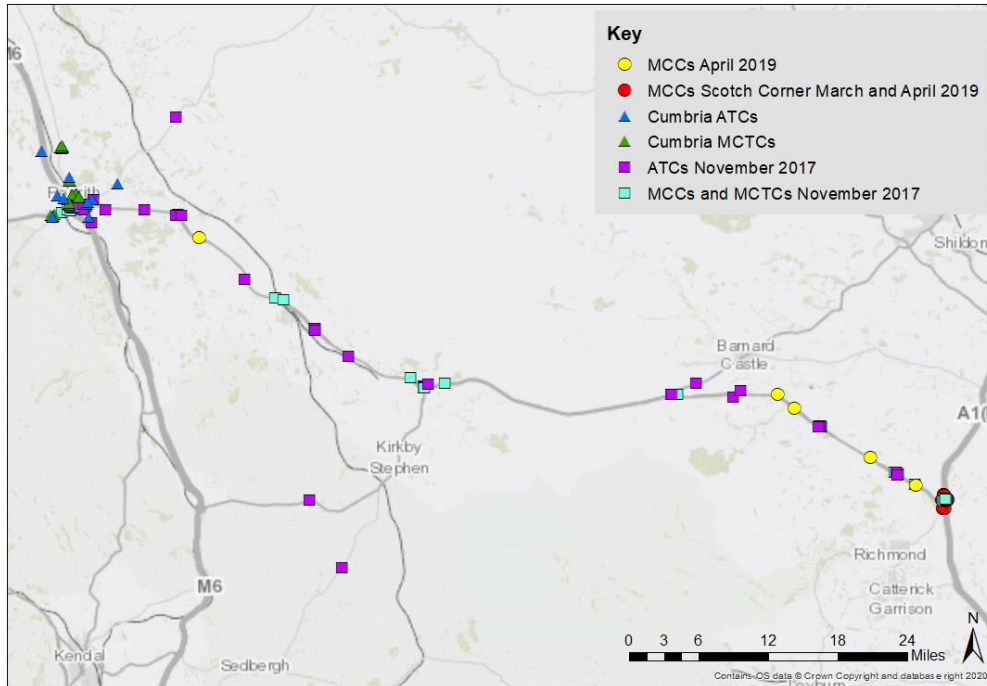 Key
MCCs April 2019
MCCs Scotch Corner March and April 2019
Cumbria ATCs
Cumbria MCTCs
ATCs November 2017
MCCs and MCTCs November 2017
M6
Shildon
Barnard
Castle
A1(
Kirkby
Stephen
Richmond
Catterick
Garrison
M6
Kendal
Sedbergh
N
0 3 6 12 18 24
Miles
Contains OS data © Crown Copyright and database right 2020